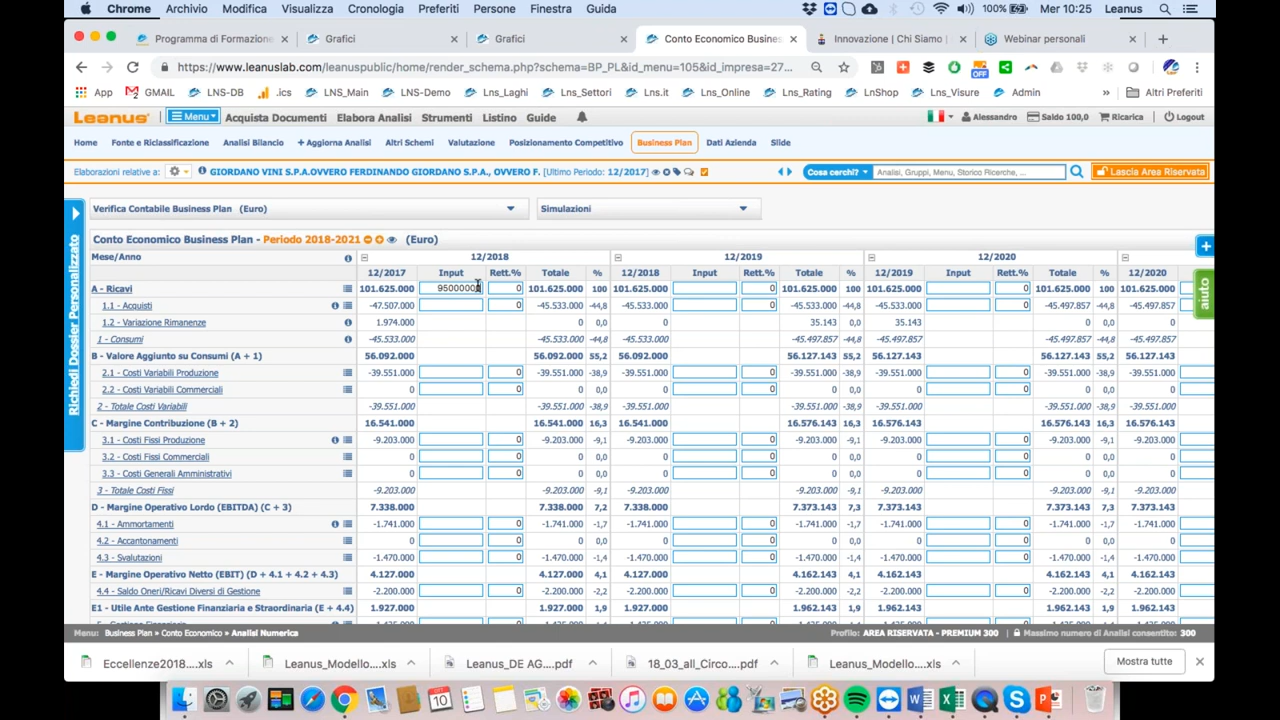 Chrome Archivio Modifica Visualizza Cronologia Preferiti Persone Finestra Guida 100% Mer 10:25 Leanus
Programma di Formazione Grafici Grafici Conto Economico Busines Innovazione | Chi Siamo | Webinar personali
https://www.leanuslab.com/leanuspublic/home/render_schema.php?schema=BP_PL&id_menu=105&id_impresa=27... OFF
App GMAIL LNS-DB .ics LNS_Main LNS-Demo Lns_Laghi Lns_Settori Lns.it Lns_Online Lns_Rating LnShop Lns_Visure Admin » Altri Preferiti
Leanus Menu Acquista Documenti Elabora Analisi Strumenti Listino Guide Alessandro Saldo 100,0 Ricarica Logout
Home Fonte e Riclassificazione Analisi Bilancio + Aggiorna Analisi Altri Schemi Valutazione Posizionamento Competitivo Business Plan Dati Azienda Slide
Elaborazioni relative a: GIORDANO VINI S.P.A.OVVERO FERDINANDO GIORDANO S.P.A., OVVERO F. [Ultimo Periodo: 12/2017] Cosa cerchi? Analisi, Gruppi, Menu, Storico Ricerche, ... Lascia Area Riservata
Richiedi Dossier Personalizzato
Verifica Contabile Business Plan (Euro) Simulazioni
Conto Economico Business Plan - Periodo 2018-2021 (Euro)
aiuto
Mese/Anno 12/2018 12/2019 12/2020
12/2017 Input Rett.% Totale % 12/2018 Input Rett.% Totale % 12/2019 Input Rett.% Totale % 12/2020
A - Ricavi 101.625.000 9500000 0 101.625.000 100 101.625.000 0 101.625.000 100 101.625.000 0 101.625.000 100 101.625.000
1.1 - Acquisti -47.507.000 0 -45.533.000 -44,8 -45.533.000 0 -45.533.000 -44,8 -45.533.000 0 -45.497.857 -44,8 -45.497.857
1.2 - Variazione Rimanenze 1.974.000 0 0,0 0 35.143 0,0 35.143 0 0,0 0
1 - Consumi -45.533.000 -45.533.000 -44,8 -45.533.000 -45.497.857 -44,8 -45.497.857 -45.497.857 -44,8 -45.497.857
B - Valore Aggiunto su Consumi (A + 1) 56.092.000 56.092.000 55,2 56.092.000 56.127.143 55,2 56.127.143 56.127.143 55,2 56.127.143
2.1 - Costi Variabili Produzione -39.551.000 0 -39.551.000 -38,9 -39.551.000 0 -39.551.000 -38,9 -39.551.000 0 -39.551.000 -38,9 -39.551.000
2.2 - Costi Variabili Commerciali 0 0 0 0,0 0 0 0 0,0 0 0 0 0,0 0
2 - Totale Costi Variabili -39.551.000 -39.551.000 -38,9 -39.551.000 -39.551.000 -38,9 -39.551.000 -39.551.000 -38,9 -39.551.000
C - Margine Contribuzione (B + 2) 16.541.000 16.541.000 16,3 16.541.000 16.576.143 16,3 16.576.143 16.576.143 16,3 16.576.143
3.1 - Costi Fissi Produzione -9.203.000 0 -9.203.000 -9,1 -9.203.000 0 -9.203.000 -9,1 -9.203.000 0 -9.203.000 -9,1 -9.203.000
3.2 - Costi Fissi Commerciali 0 0 0 0,0 0 0 0 0,0 0 0 0 0,0 0
3.3 - Costi Generali Amministrativi 0 0 0 0,0 0 0 0 0,0 0 0 0 0,0 0
3 - Totale Costi Fissi -9.203.000 -9.203.000 -9,1 -9.203.000 -9.203.000 -9,1 -9.203.000 -9.203.000 -9,1 -9.203.000
D - Margine Operativo Lordo (EBITDA) (C + 3) 7.338.000 7.338.000 7,2 7.338.000 7.373.143 7,3 7.373.143 7.373.143 7,3 7.373.143
4.1 - Ammortamenti -1.741.000 0 -1.741.000 -1,7 -1.741.000 0 -1.741.000 -1,7 -1.741.000 0 -1.741.000 -1,7 -1.741.000
4.2 - Accantonamenti 0 0 0 0,0 0 0 0 0,0 0 0 0 0,0 0
4.3 - Svalutazioni -1.470.000 0 -1.470.000 -1,4 -1.470.000 0 -1.470.000 -1,4 -1.470.000 0 -1.470.000 -1,4 -1.470.000
E - Margine Operativo Netto (EBIT) (D + 4.1 + 4.2 + 4.3) 4.127.000 4.127.000 4,1 4.127.000 4.162.143 4,1 4.162.143 4.162.143 4,1 4.162.143
4.4 - Saldo Oneri/Ricavi Diversi di Gestione -2.200.000 0 -2.200.000 -2,2 -2.200.000 0 -2.200.000 -2,2 -2.200.000 0 -2.200.000 -2,2 -2.200.000
E1 - Utile Ante Gestione Finanziaria e Straordinaria (E + 4.4) 1.927.000 1.927.000 1,9 1.927.000 1.962.143 1,9 1.962.143 1.962.143 1,9 1.962.143
Menu: Business Plan » Conto Economico » Analisi Numerica Profilo: AREA RISERVATA - PREMIUM 300 | Massimo numero di Analisi consentito: 300
Eccellenze2018....xls Leanus_Modello....xls Leanus_DE AG....pdf 18_03_all_Circo....pdf Leanus_Modello....xls Mostra tutte
10